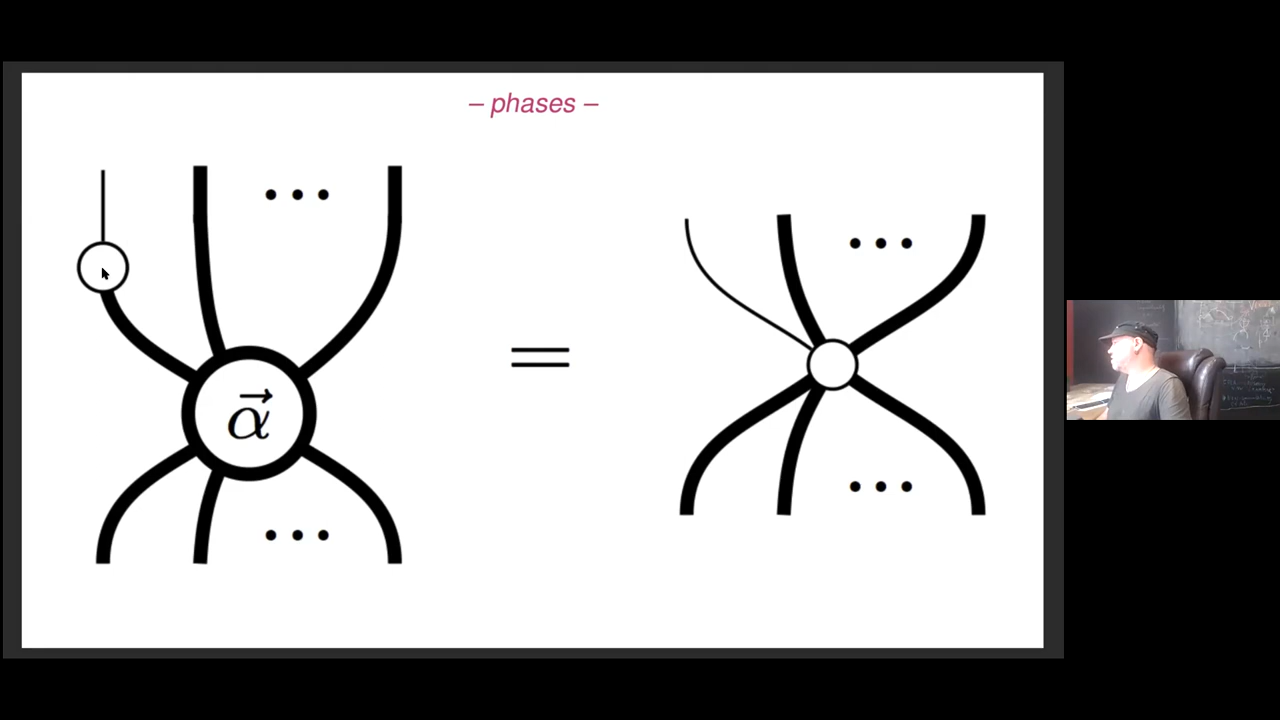 – phases –
• • •
• • •
α⃗
=
• • •
• • •